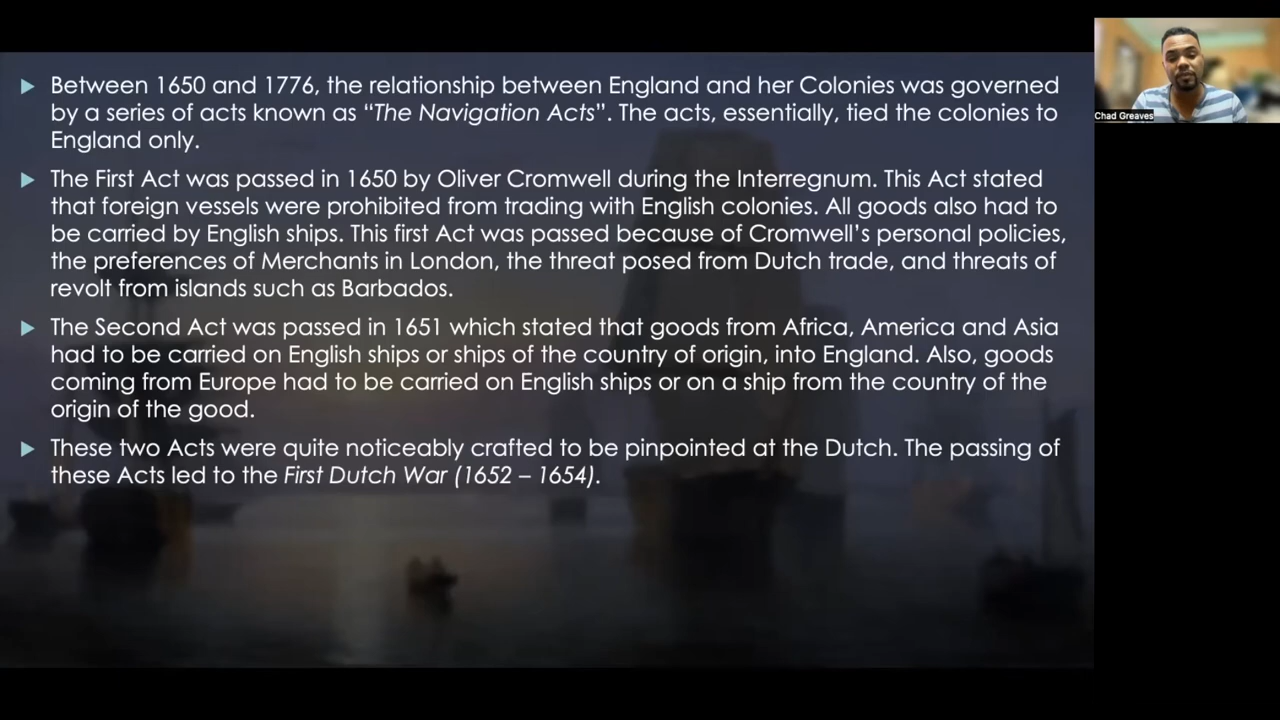 Between 1650 and 1776, the relationship between England and her Colonies was governed
by a series of acts known as “The Navigation Acts”. The acts, essentially, tied the colonies to
England only.
The First Act was passed in 1650 by Oliver Cromwell during the Interregnum. This Act stated
that foreign vessels were prohibited from trading with English colonies. All goods also had to
be carried by English ships. This first Act was passed because of Cromwell’s personal policies,
the preferences of Merchants in London, the threat posed from Dutch trade, and threats of
revolt from islands such as Barbados.
The Second Act was passed in 1651 which stated that goods from Africa, America and Asia
had to be carried on English ships or ships of the country of origin, into England. Also, goods
coming from Europe had to be carried on English ships or on a ship from the country of the
origin of the good.
These two Acts were quite noticeably crafted to be pinpointed at the Dutch. The passing of
these Acts led to the First Dutch War (1652 – 1654).
Chad Greaves